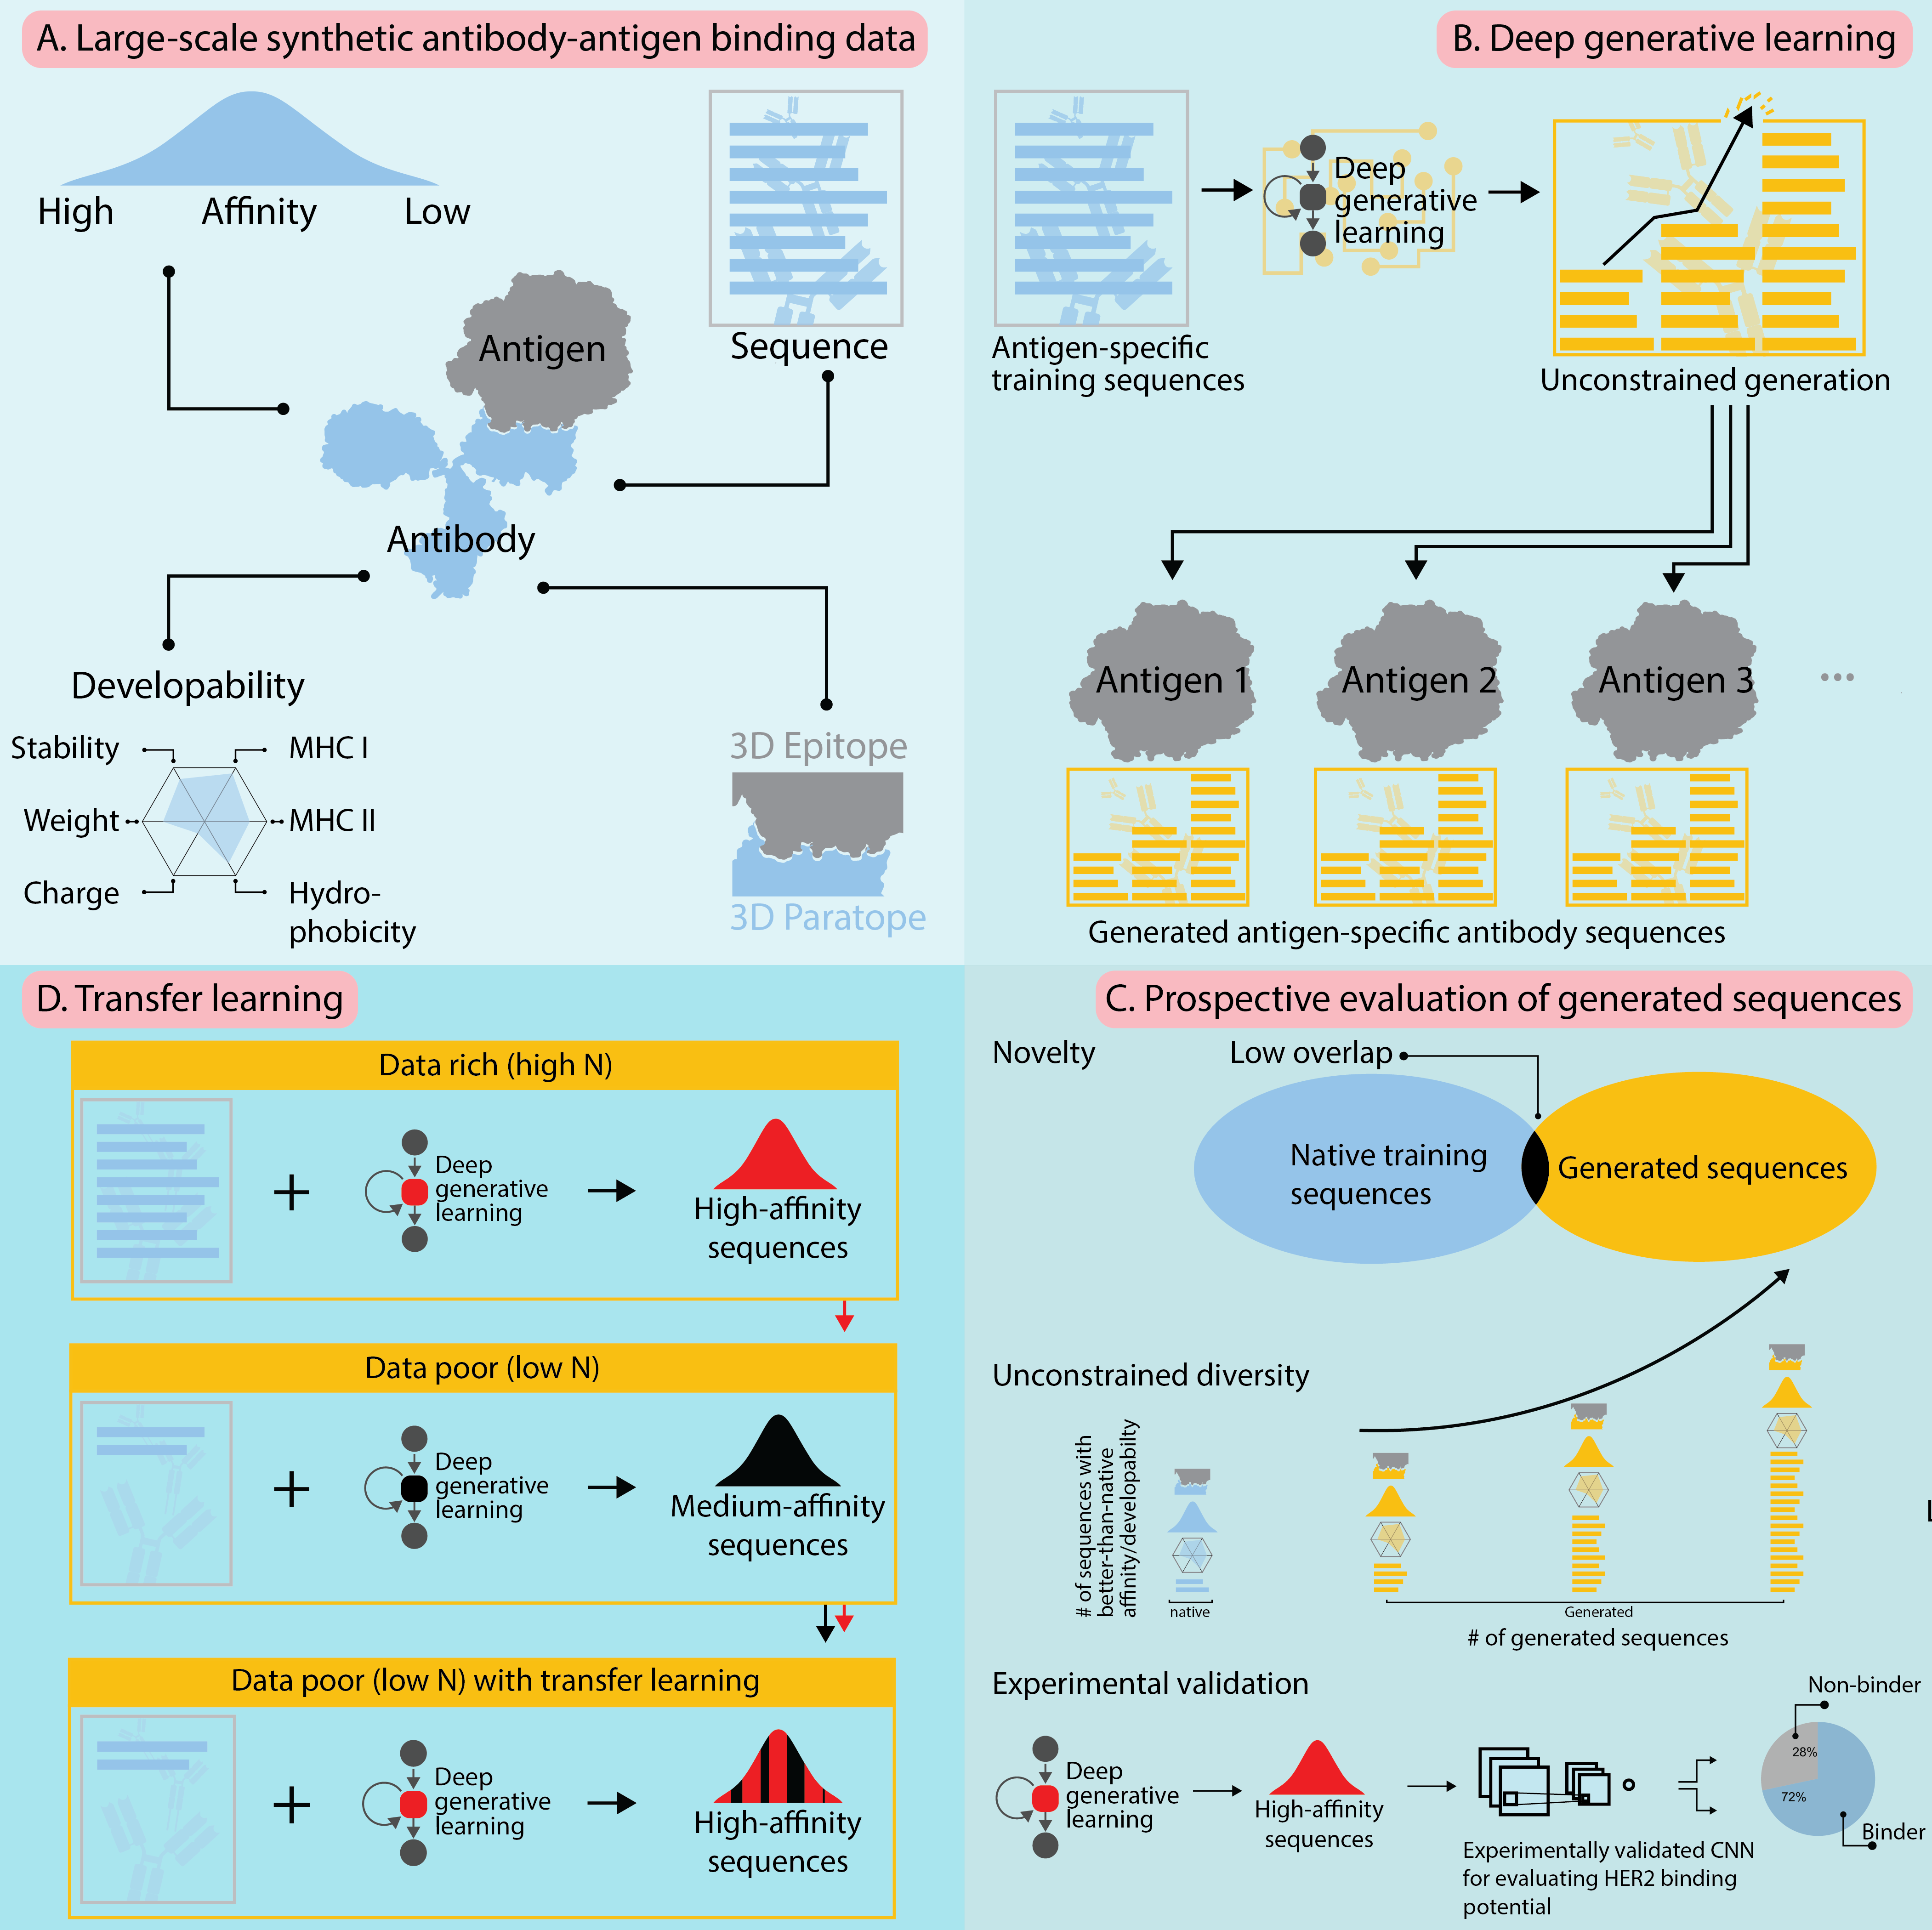 A. Large-scale synthetic antibody-antigen binding data
High
Affinity
Low
Sequence
Antigen
Antibody
Developability
Stability
MHC I
Weight
MHC II
Charge
Hydro-
phobicity
3D Epitope
3D Paratope
B. Deep generative learning
Deep
generative
learning
Antigen-specific
training sequences
Unconstrained generation
Antigen 1
Antigen 2
Antigen 3
...
Generated antigen-specific antibody sequences
D. Transfer learning
Data rich (high N)
+
Deep
generative
learning
High-affinity
sequences
Data poor (low N)
+
Deep
generative
learning
Medium-affinity
sequences
Data poor (low N) with transfer learning
+
Deep
generative
learning
High-affinity
sequences
C. Prospective evaluation of generated sequences
Novelty
Low overlap
Native training
sequences
Generated sequences
Unconstrained diversity
# of sequences with
better-than-native
affinity/developabilty
native
Generated
# of generated sequences
Experimental validation
Deep
generative
learning
High-affinity
sequences
Experimentally validated CNN
for evaluating HER2 binding
potential
Non-binder
28%
72%
Binder